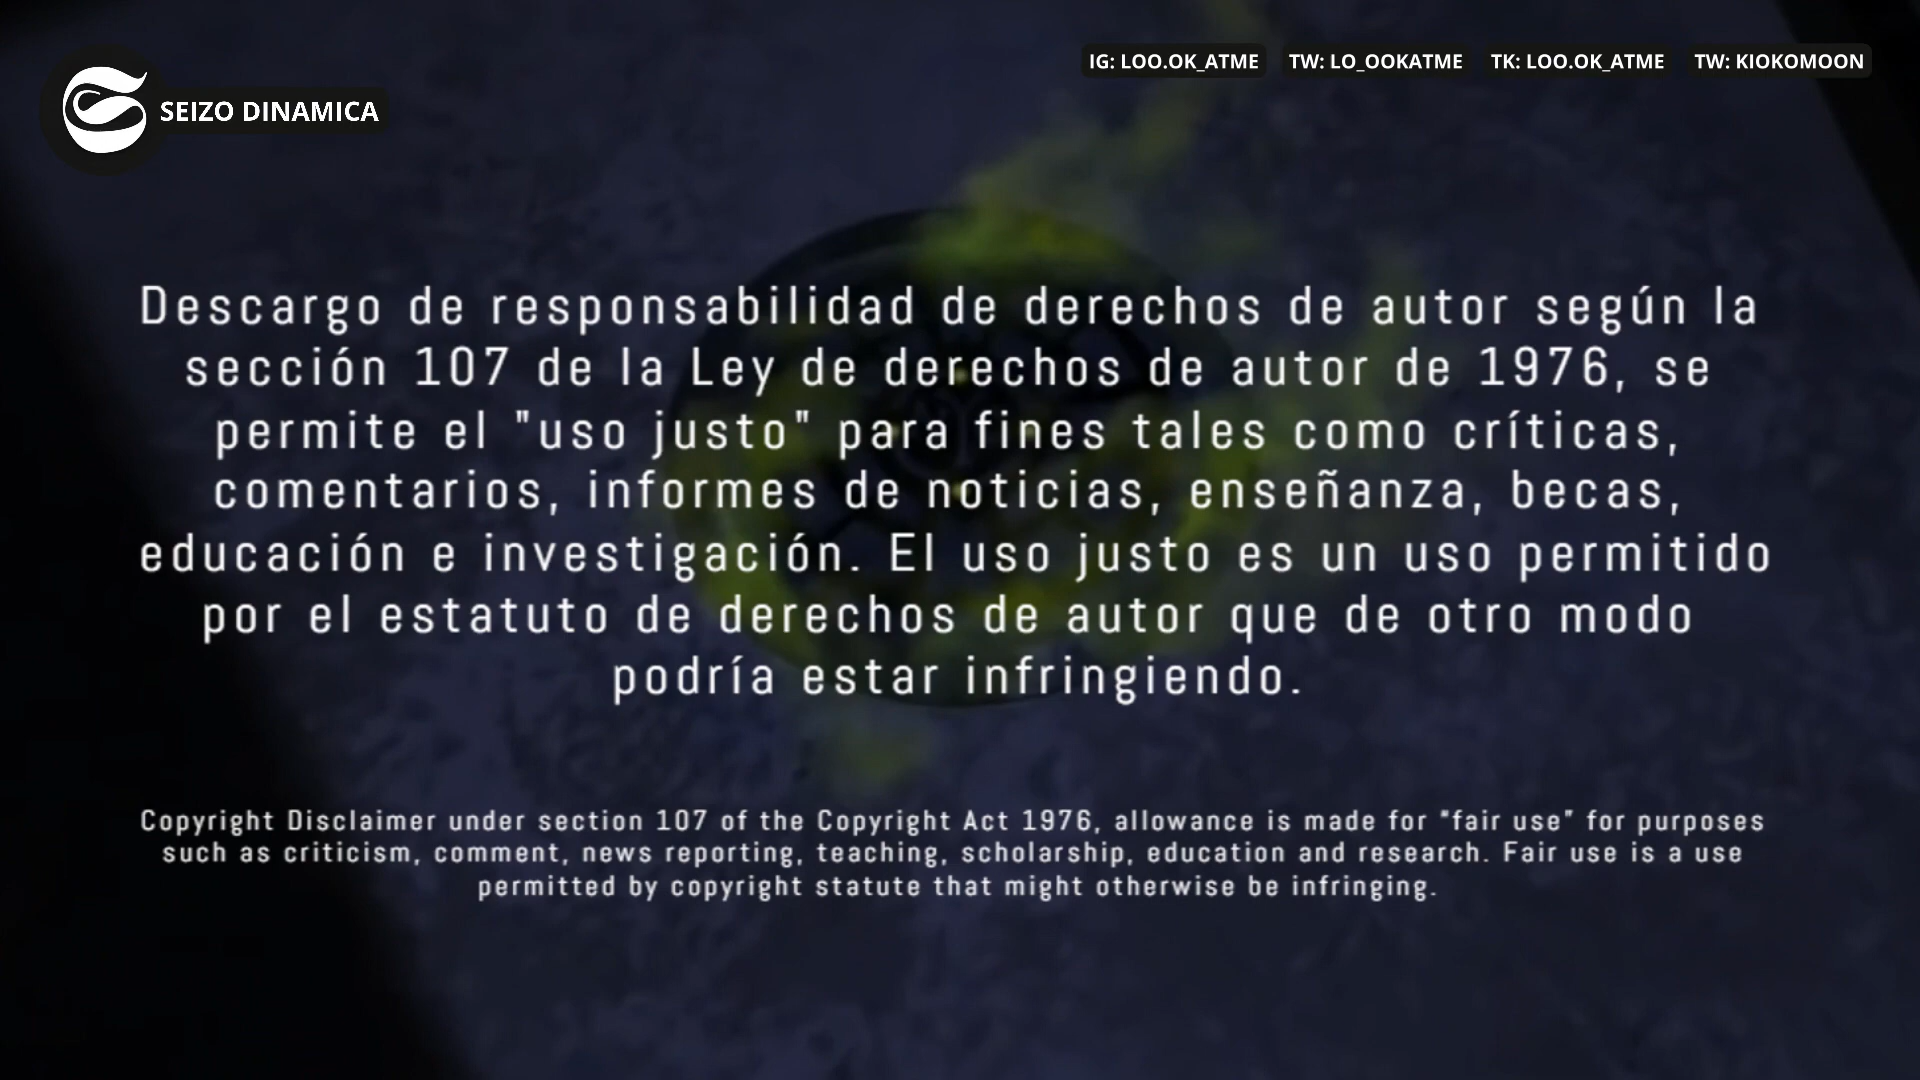 IG: LOO.OK_ATME TW: LO_OOKATME TK: LOO.OK_ATME TW: KIOKOMOON
SEIZO DINAMICA
Descargo de responsabilidad de derechos de autor según la
sección 107 de la Ley de derechos de autor de 1976, se
permite el "uso justo" para fines tales como críticas,
comentarios, informes de noticias, enseñanza, becas,
educación e investigación. El uso justo es un uso permitido
por el estatuto de derechos de autor que de otro modo
podría estar infringiendo.
Copyright Disclaimer under section 107 of the Copyright Act 1976, allowance is made for “fair use” for purposes
such as criticism, comment, news reporting, teaching, scholarship, education and research. Fair use is a use
permitted by copyright statute that might otherwise be infringing.